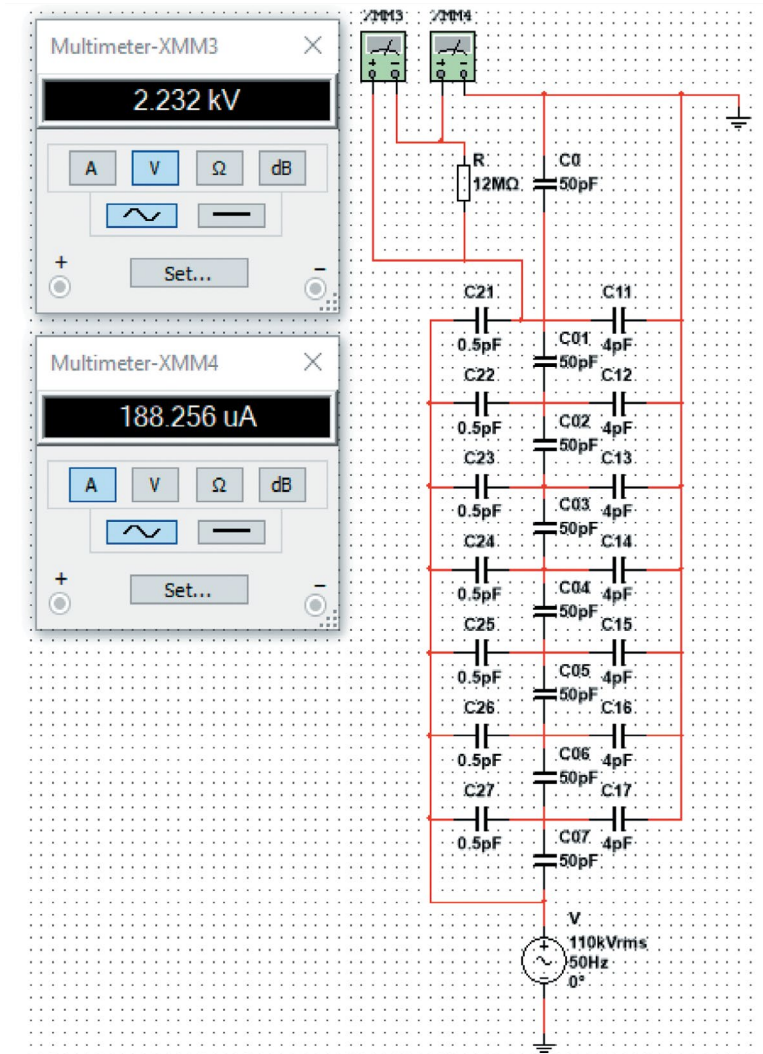 Multimeter-XMM3
2.232 kV
A V Ω dB
+ Set... −
Multimeter-XMM4
188.256 uA
A V Ω dB
+ Set... −
XMM3 XMM4
+ − + −
R
12MΩ
C0
50pF
C21 C11
0.5pF C01 4pF
50pF
C22 C12
0.5pF C02 4pF
50pF
C23 C13
0.5pF C03 4pF
50pF
C24 C14
0.5pF C04 4pF
50pF
C25 C15
0.5pF C05 4pF
50pF
C26 C16
0.5pF C06 4pF
50pF
C27 C17
0.5pF C07 4pF
50pF
V
110kVrms
50Hz
0°